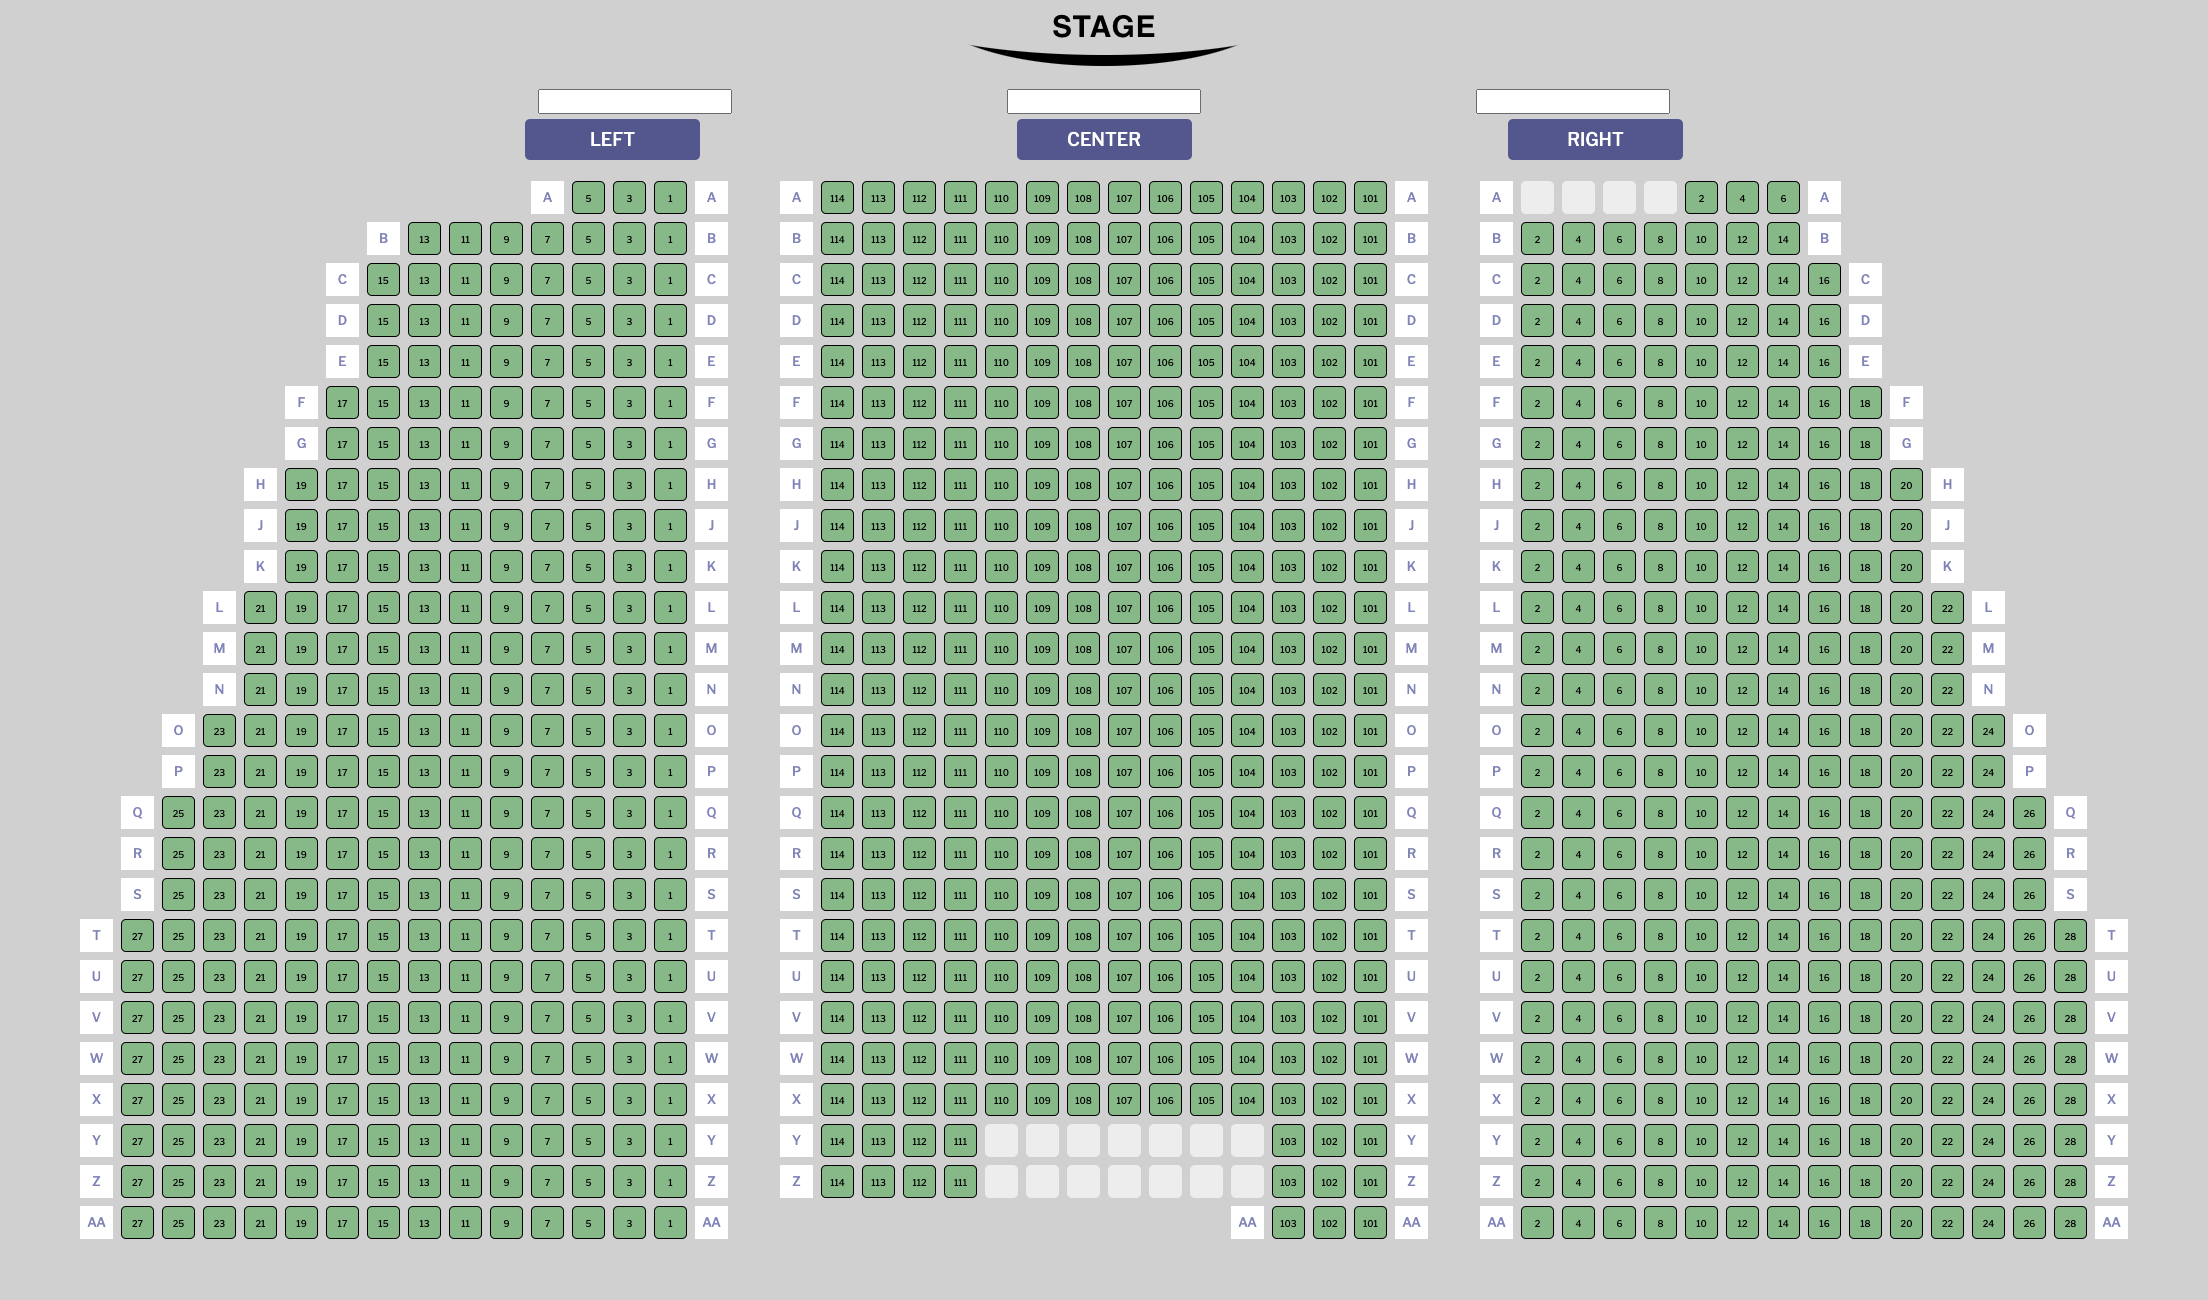 STAGE
LEFT CENTER RIGHT
A 5 3 1 A A 114 113 112 111 110 109 108 107 106 105 104 103 102 101 A A 2 4 6 A
B 13 11 9 7 5 3 1 B B 114 113 112 111 110 109 108 107 106 105 104 103 102 101 B B 2 4 6 8 10 12 14 B
C 15 13 11 9 7 5 3 1 C C 114 113 112 111 110 109 108 107 106 105 104 103 102 101 C C 2 4 6 8 10 12 14 16 C
D 15 13 11 9 7 5 3 1 D D 114 113 112 111 110 109 108 107 106 105 104 103 102 101 D D 2 4 6 8 10 12 14 16 D
E 15 13 11 9 7 5 3 1 E E 114 113 112 111 110 109 108 107 106 105 104 103 102 101 E E 2 4 6 8 10 12 14 16 E
F 17 15 13 11 9 7 5 3 1 F F 114 113 112 111 110 109 108 107 106 105 104 103 102 101 F F 2 4 6 8 10 12 14 16 18 F
G 17 15 13 11 9 7 5 3 1 G G 114 113 112 111 110 109 108 107 106 105 104 103 102 101 G G 2 4 6 8 10 12 14 16 18 G
H 19 17 15 13 11 9 7 5 3 1 H H 114 113 112 111 110 109 108 107 106 105 104 103 102 101 H H 2 4 6 8 10 12 14 16 18 20 H
J 19 17 15 13 11 9 7 5 3 1 J J 114 113 112 111 110 109 108 107 106 105 104 103 102 101 J J 2 4 6 8 10 12 14 16 18 20 J
K 19 17 15 13 11 9 7 5 3 1 K K 114 113 112 111 110 109 108 107 106 105 104 103 102 101 K K 2 4 6 8 10 12 14 16 18 20 K
L 21 19 17 15 13 11 9 7 5 3 1 L L 114 113 112 111 110 109 108 107 106 105 104 103 102 101 L L 2 4 6 8 10 12 14 16 18 20 22 L
M 21 19 17 15 13 11 9 7 5 3 1 M M 114 113 112 111 110 109 108 107 106 105 104 103 102 101 M M 2 4 6 8 10 12 14 16 18 20 22 M
N 21 19 17 15 13 11 9 7 5 3 1 N N 114 113 112 111 110 109 108 107 106 105 104 103 102 101 N N 2 4 6 8 10 12 14 16 18 20 22 N
O 23 21 19 17 15 13 11 9 7 5 3 1 O O 114 113 112 111 110 109 108 107 106 105 104 103 102 101 O O 2 4 6 8 10 12 14 16 18 20 22 24 O
P 23 21 19 17 15 13 11 9 7 5 3 1 P P 114 113 112 111 110 109 108 107 106 105 104 103 102 101 P P 2 4 6 8 10 12 14 16 18 20 22 24 P
Q 25 23 21 19 17 15 13 11 9 7 5 3 1 Q Q 114 113 112 111 110 109 108 107 106 105 104 103 102 101 Q Q 2 4 6 8 10 12 14 16 18 20 22 24 26 Q
R 25 23 21 19 17 15 13 11 9 7 5 3 1 R R 114 113 112 111 110 109 108 107 106 105 104 103 102 101 R R 2 4 6 8 10 12 14 16 18 20 22 24 26 R
S 25 23 21 19 17 15 13 11 9 7 5 3 1 S S 114 113 112 111 110 109 108 107 106 105 104 103 102 101 S S 2 4 6 8 10 12 14 16 18 20 22 24 26 S
T 27 25 23 21 19 17 15 13 11 9 7 5 3 1 T T 114 113 112 111 110 109 108 107 106 105 104 103 102 101 T T 2 4 6 8 10 12 14 16 18 20 22 24 26 28 T
U 27 25 23 21 19 17 15 13 11 9 7 5 3 1 U U 114 113 112 111 110 109 108 107 106 105 104 103 102 101 U U 2 4 6 8 10 12 14 16 18 20 22 24 26 28 U
V 27 25 23 21 19 17 15 13 11 9 7 5 3 1 V V 114 113 112 111 110 109 108 107 106 105 104 103 102 101 V V 2 4 6 8 10 12 14 16 18 20 22 24 26 28 V
W 27 25 23 21 19 17 15 13 11 9 7 5 3 1 W W 114 113 112 111 110 109 108 107 106 105 104 103 102 101 W W 2 4 6 8 10 12 14 16 18 20 22 24 26 28 W
X 27 25 23 21 19 17 15 13 11 9 7 5 3 1 X X 114 113 112 111 110 109 108 107 106 105 104 103 102 101 X X 2 4 6 8 10 12 14 16 18 20 22 24 26 28 X
Y 27 25 23 21 19 17 15 13 11 9 7 5 3 1 Y Y 114 113 112 111 103 102 101 Y Y 2 4 6 8 10 12 14 16 18 20 22 24 26 28 Y
Z 27 25 23 21 19 17 15 13 11 9 7 5 3 1 Z Z 114 113 112 111 103 102 101 Z Z 2 4 6 8 10 12 14 16 18 20 22 24 26 28 Z
AA 27 25 23 21 19 17 15 13 11 9 7 5 3 1 AA AA 103 102 101 AA AA 2 4 6 8 10 12 14 16 18 20 22 24 26 28 AA